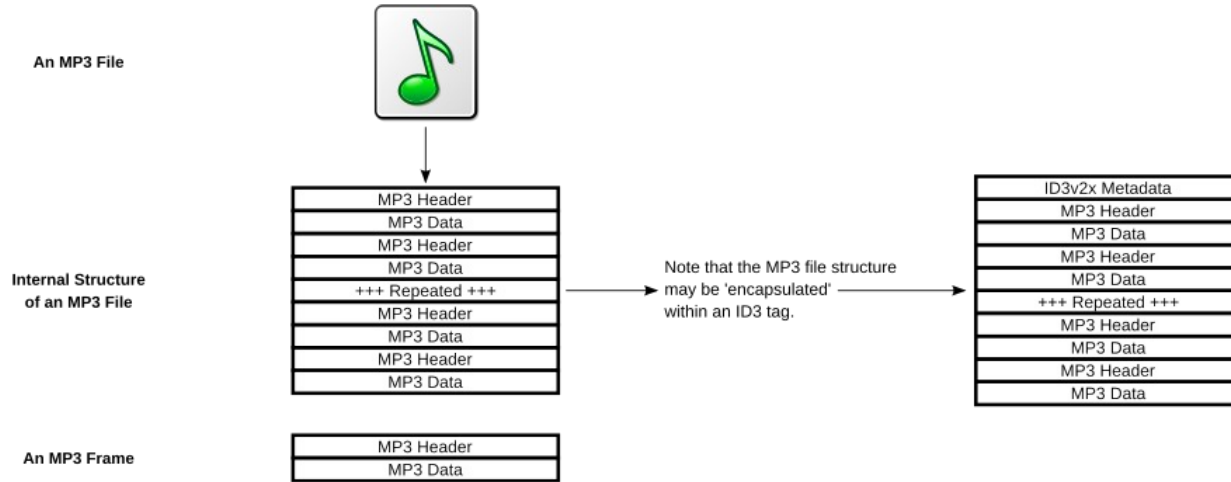 An MP3 File
Internal Structure
of an MP3 File
MP3 Header
MP3 Data
MP3 Header
MP3 Data
+++ Repeated +++
MP3 Header
MP3 Data
MP3 Header
MP3 Data
Note that the MP3 file structure
may be 'encapsulated'
within an ID3 tag.
ID3v2x Metadata
MP3 Header
MP3 Data
MP3 Header
MP3 Data
+++ Repeated +++
MP3 Header
MP3 Data
MP3 Header
MP3 Data
An MP3 Frame
MP3 Header
MP3 Data